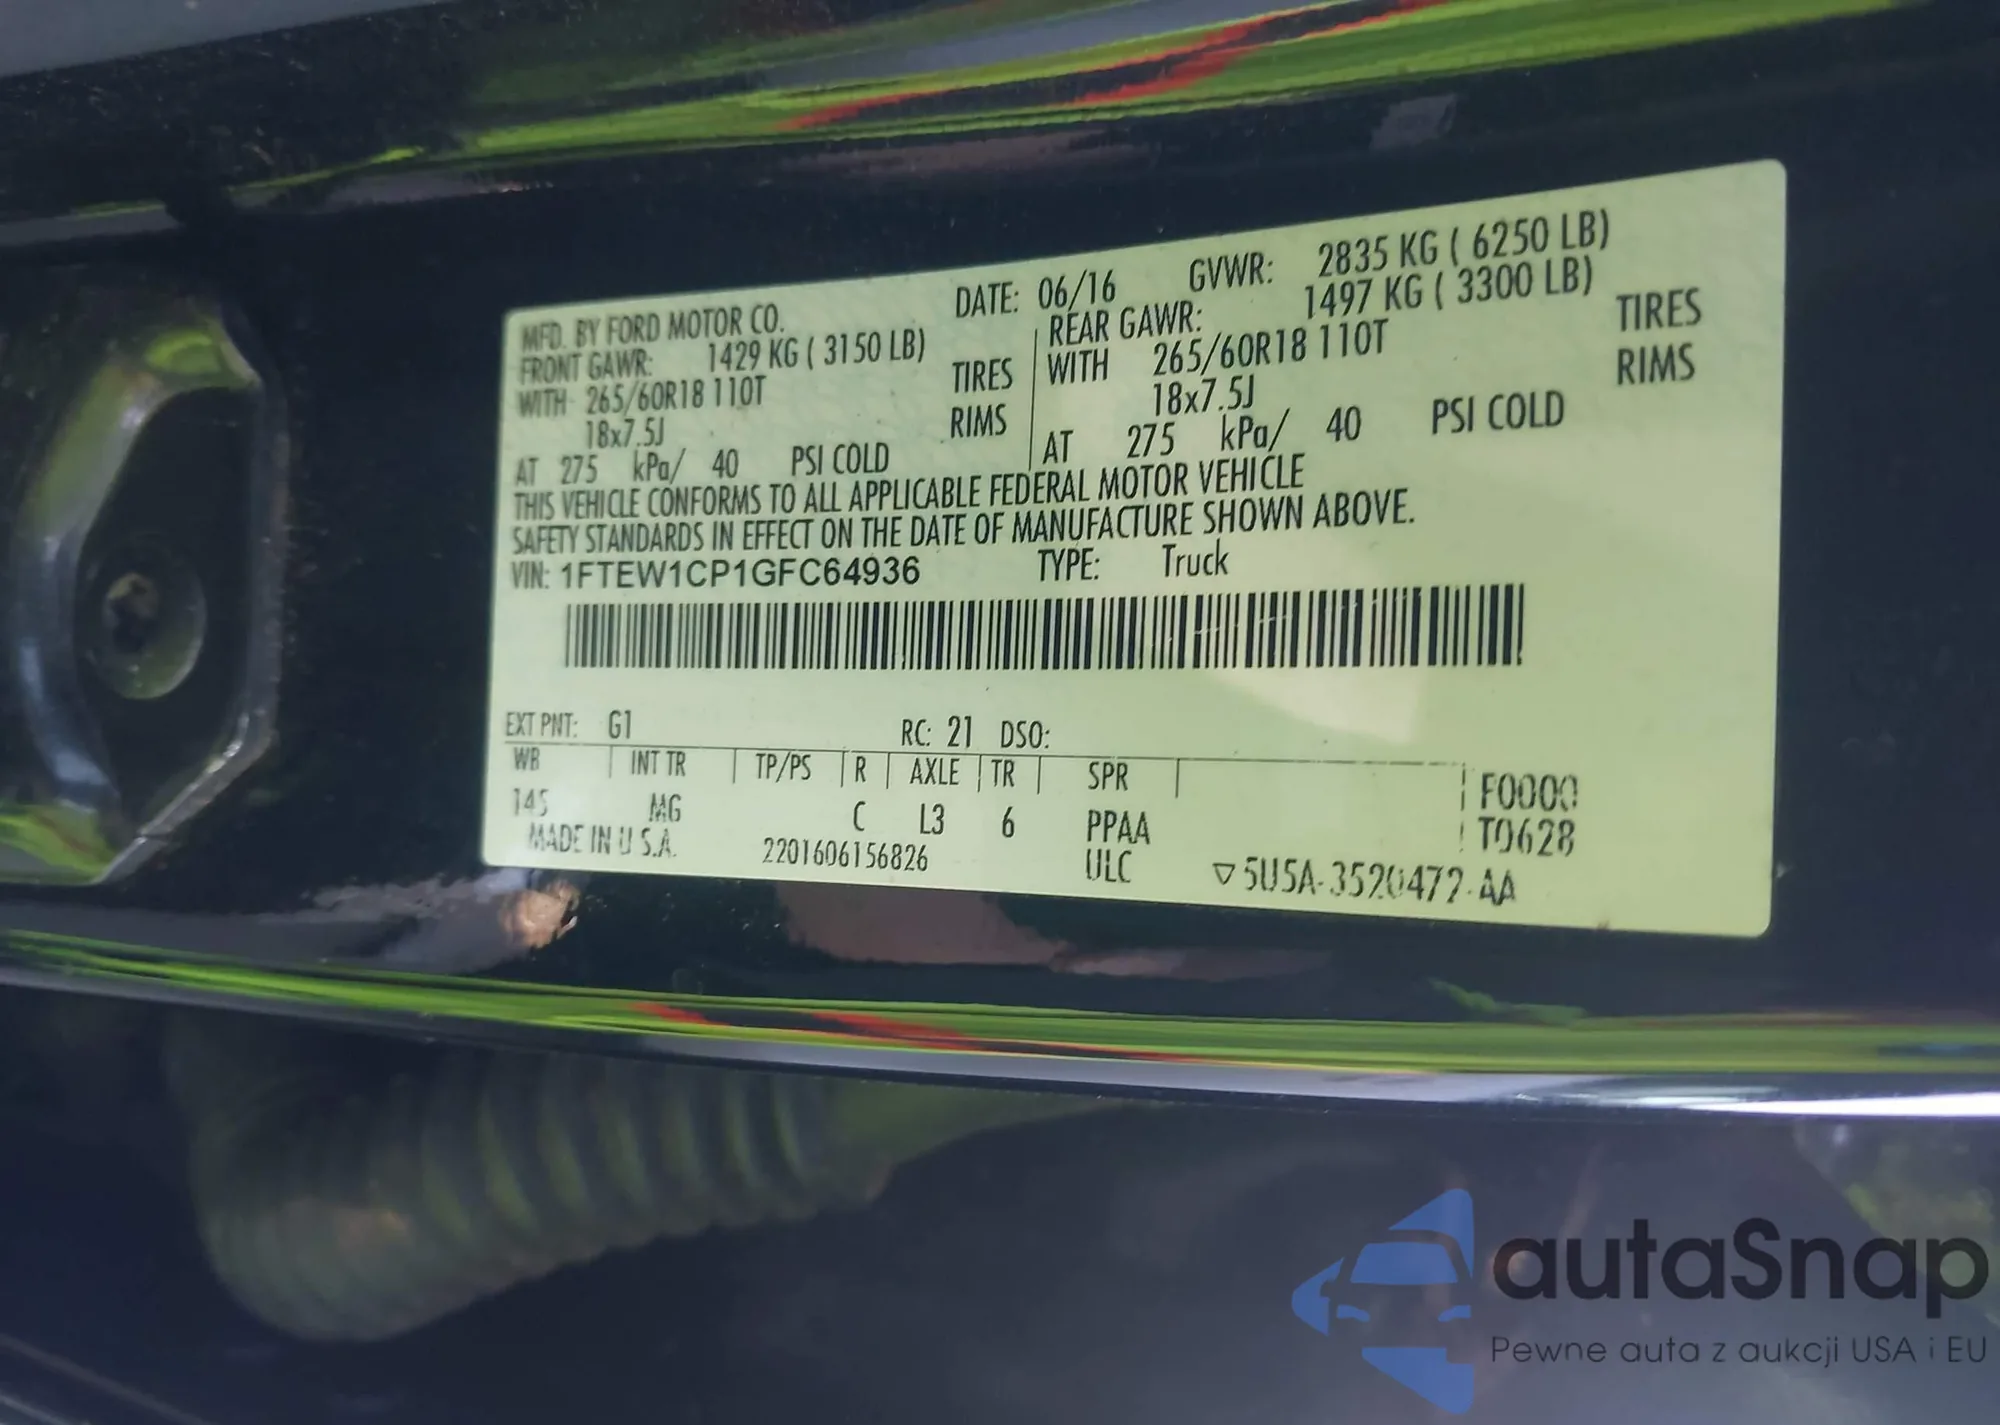 MFD. BY FORD MOTOR CO. DATE: 06/16 GVWR: 2835 KG ( 6250 LB)
FRONT GAWR: 1429 KG ( 3150 LB) REAR GAWR: 1497 KG ( 3300 LB)
WITH 265/60R18 110T TIRES WITH 265/60R18 110T TIRES
18x7.5J RIMS 18x7.5J RIMS
AT 275 kPa/ 40 PSI COLD AT 275 kPa/ 40 PSI COLD
THIS VEHICLE CONFORMS TO ALL APPLICABLE FEDERAL MOTOR VEHICLE
SAFETY STANDARDS IN EFFECT ON THE DATE OF MANUFACTURE SHOWN ABOVE.
VIN: 1FTEW1CP1GFC64936 TYPE: Truck
EXT PNT: G1 RC: 21 DSO:
WB INT TR TP/PS R AXLE TR SPR F0000
145 MG C L3 6 PPAA T0628
MADE IN U.S.A. 2201606156826 ULC ▽5U5A-3520472-AA
autaSnap
Pewne auta z aukcji USA i EU